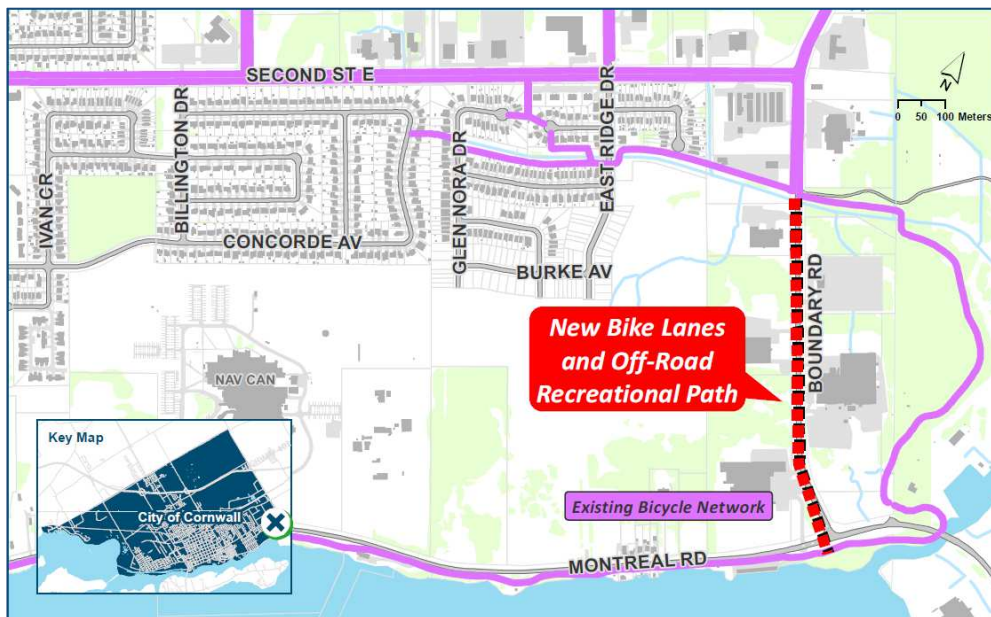 SECOND ST E
N
0 50 100 Meters
IVAN CR
BILLINGTON DR
GLEN NORA DR
EAST RIDGE DR
CONCORDE AV
BURKE AV
BOUNDARY RD
New Bike Lanes
and Off-Road
Recreational Path
NAV CAN
Key Map
City of Cornwall
Existing Bicycle Network
MONTREAL RD